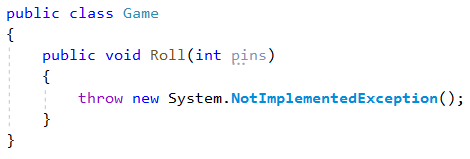 public class Game
{
    public void Roll(int pins)
    {
        throw new System.NotImplementedException();
    }
}